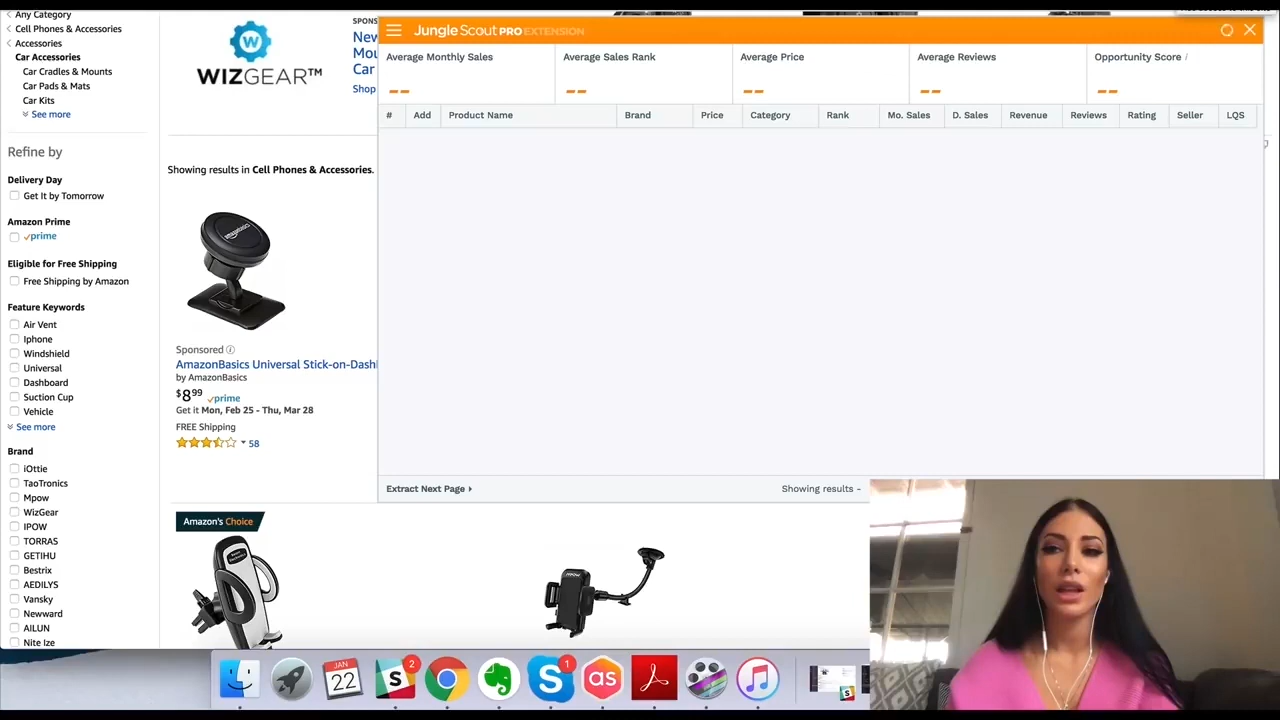 Any Category
Cell Phones & Accessories
Accessories
Car Accessories
Car Cradles & Mounts
Car Pads & Mats
Car Kits
See more
Refine by
Delivery Day
Get It by Tomorrow
Amazon Prime
prime
Eligible for Free Shipping
Free Shipping by Amazon
Feature Keywords
Air Vent
Iphone
Windshield
Universal
Dashboard
Suction Cup
Vehicle
See more
Brand
iOttie
TaoTronics
Mpow
WizGear
IPOW
TORRAS
GETIHU
Bestrix
AEDILYS
Vansky
Newward
AILUN
Nite Ize
W
WIZGEAR™
SPONS
New
Mou
Car
Shop
Showing results in Cell Phones & Accessories.
amazonbasics
Sponsored
AmazonBasics Universal Stick-on-Dash
by AmazonBasics
$8 99 prime
Get it Mon, Feb 25 - Thu, Mar 28
FREE Shipping
58
Amazon's Choice
Jungle Scout PRO EXTENSION
Average Monthly Sales
--
Average Sales Rank
--
Average Price
--
Average Reviews
--
Opportunity Score /
--
# Add Product Name Brand Price Category Rank Mo. Sales D. Sales Revenue Reviews Rating Seller LQS
Extract Next Page
Showing results -
JAN
22
S
2
S
1
as
S